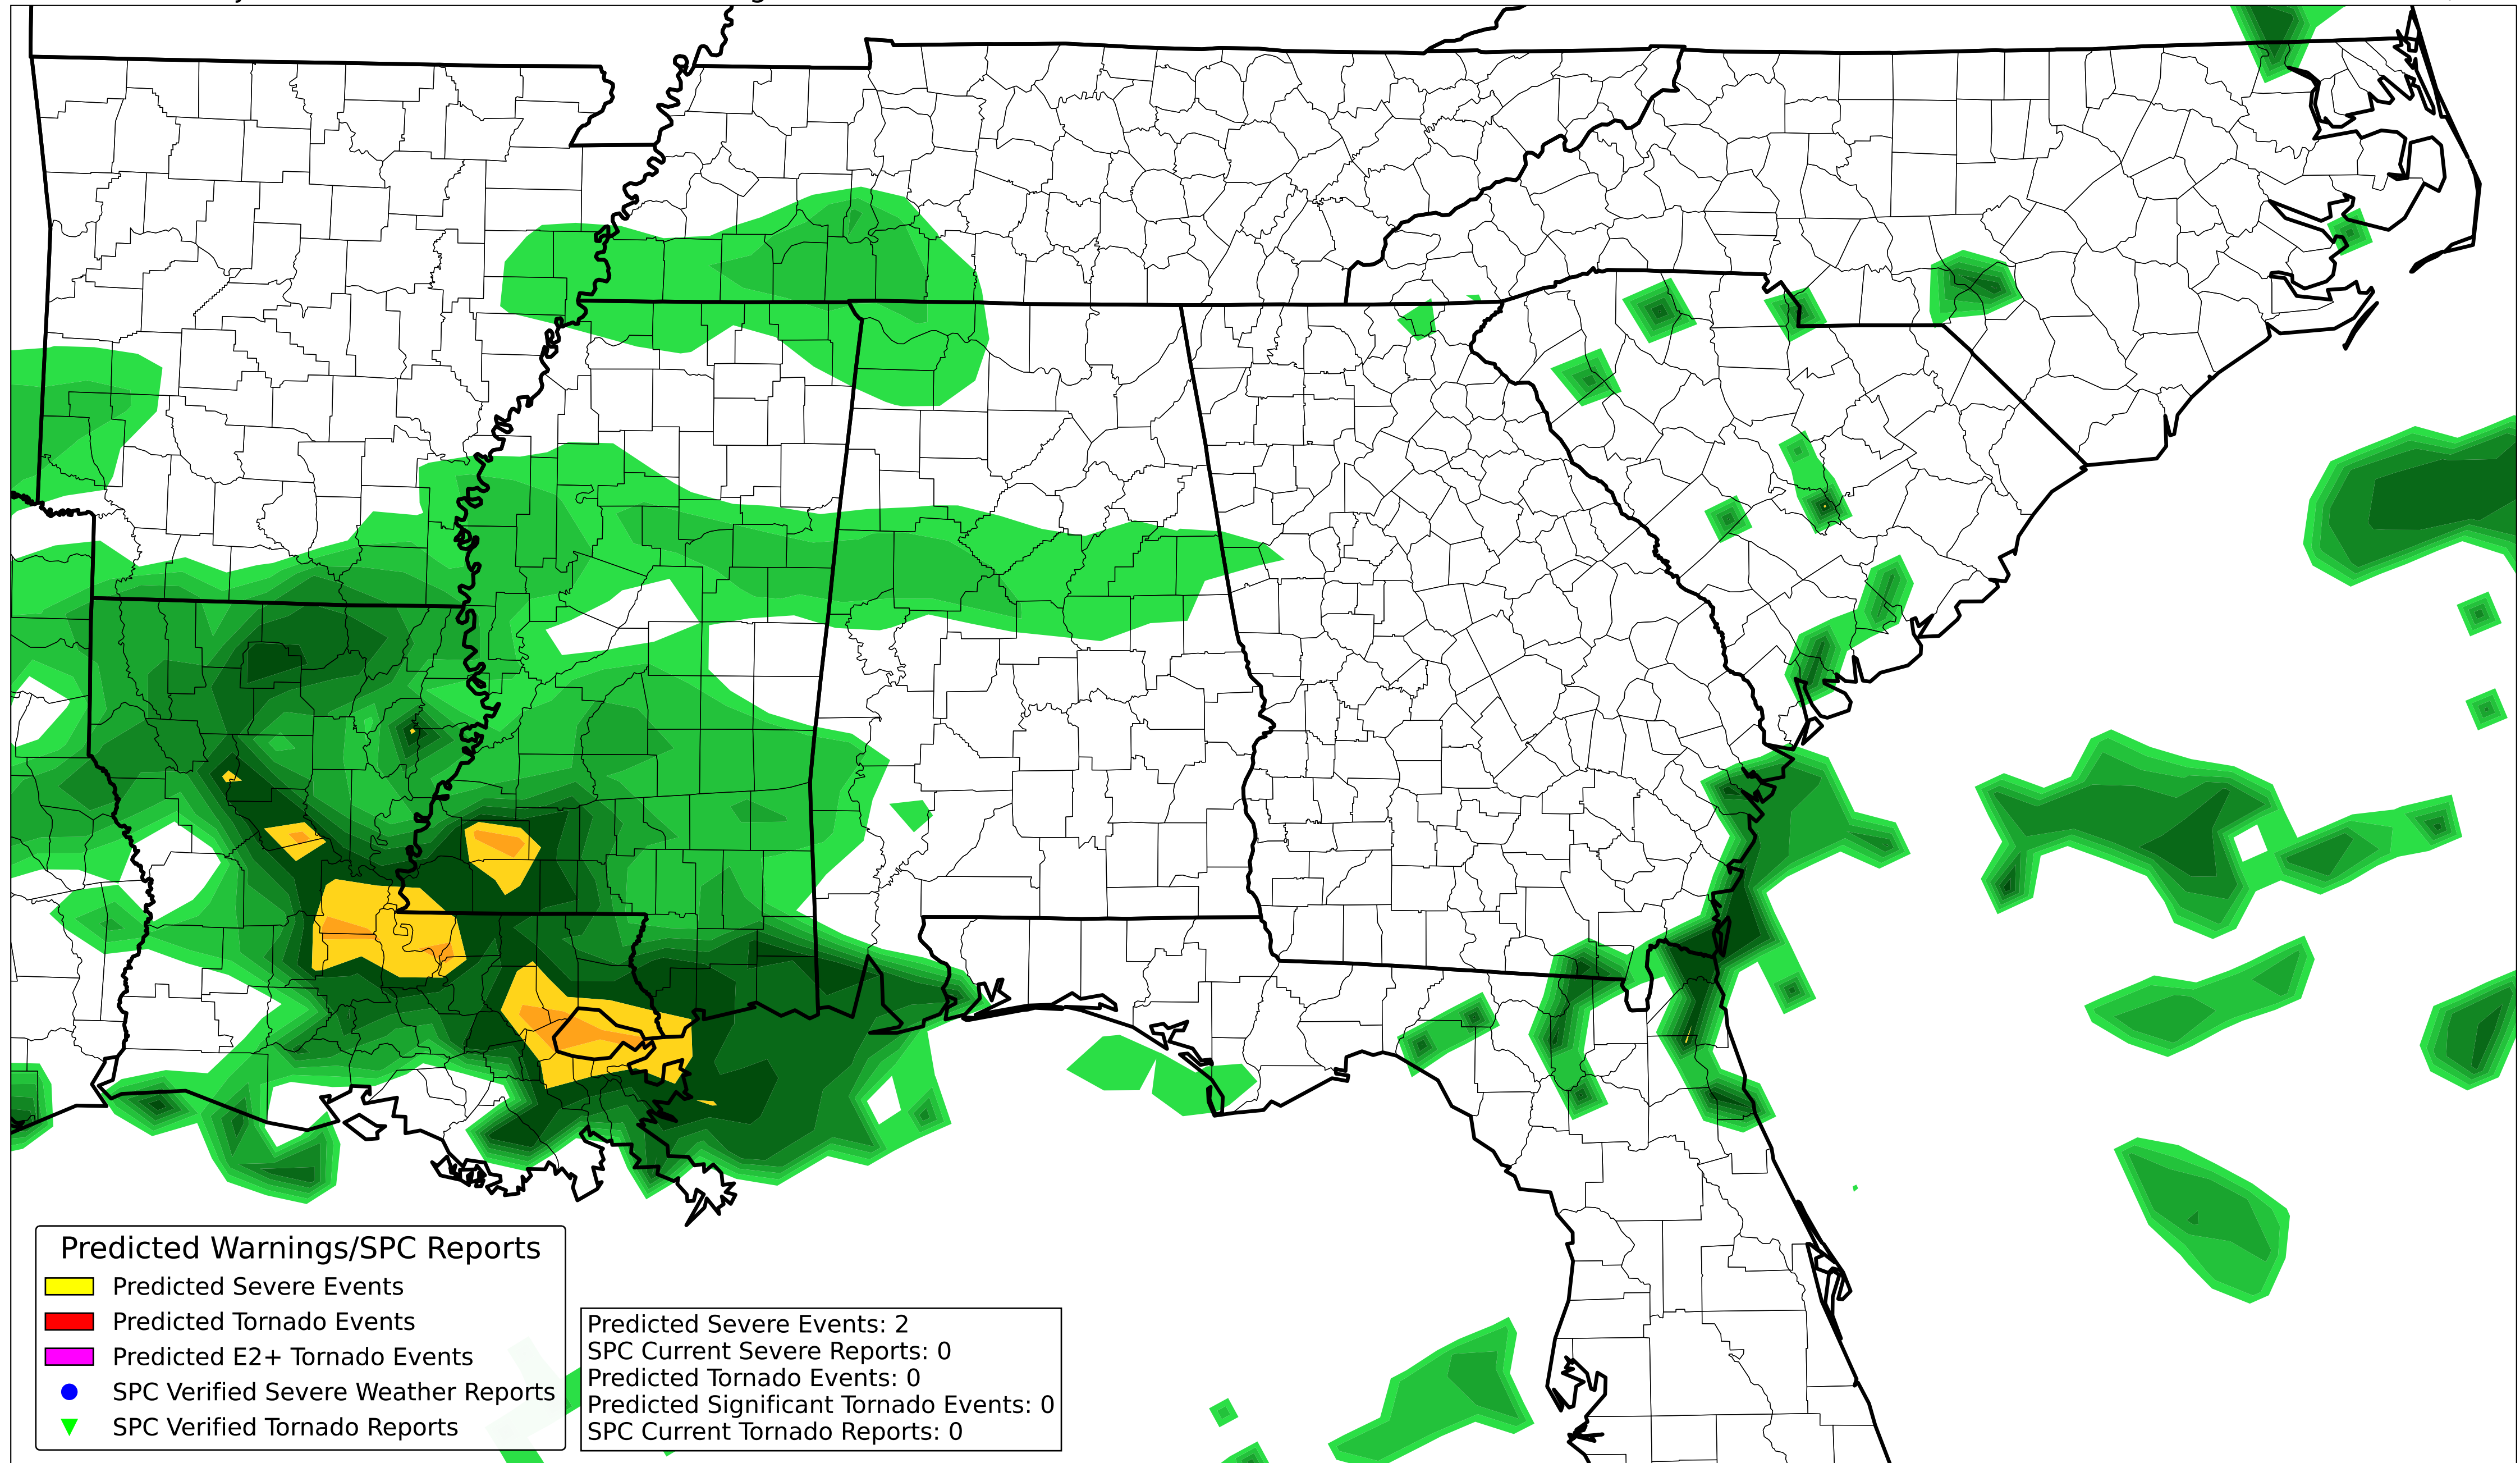 Predicted Warnings/SPC Reports
Predicted Severe Events
Predicted Tornado Events
Predicted E2+ Tornado Events
SPC Verified Severe Weather Reports
SPC Verified Tornado Reports
Predicted Severe Events: 2
SPC Current Severe Reports: 0
Predicted Tornado Events: 0
Predicted Significant Tornado Events: 0
SPC Current Tornado Reports: 0